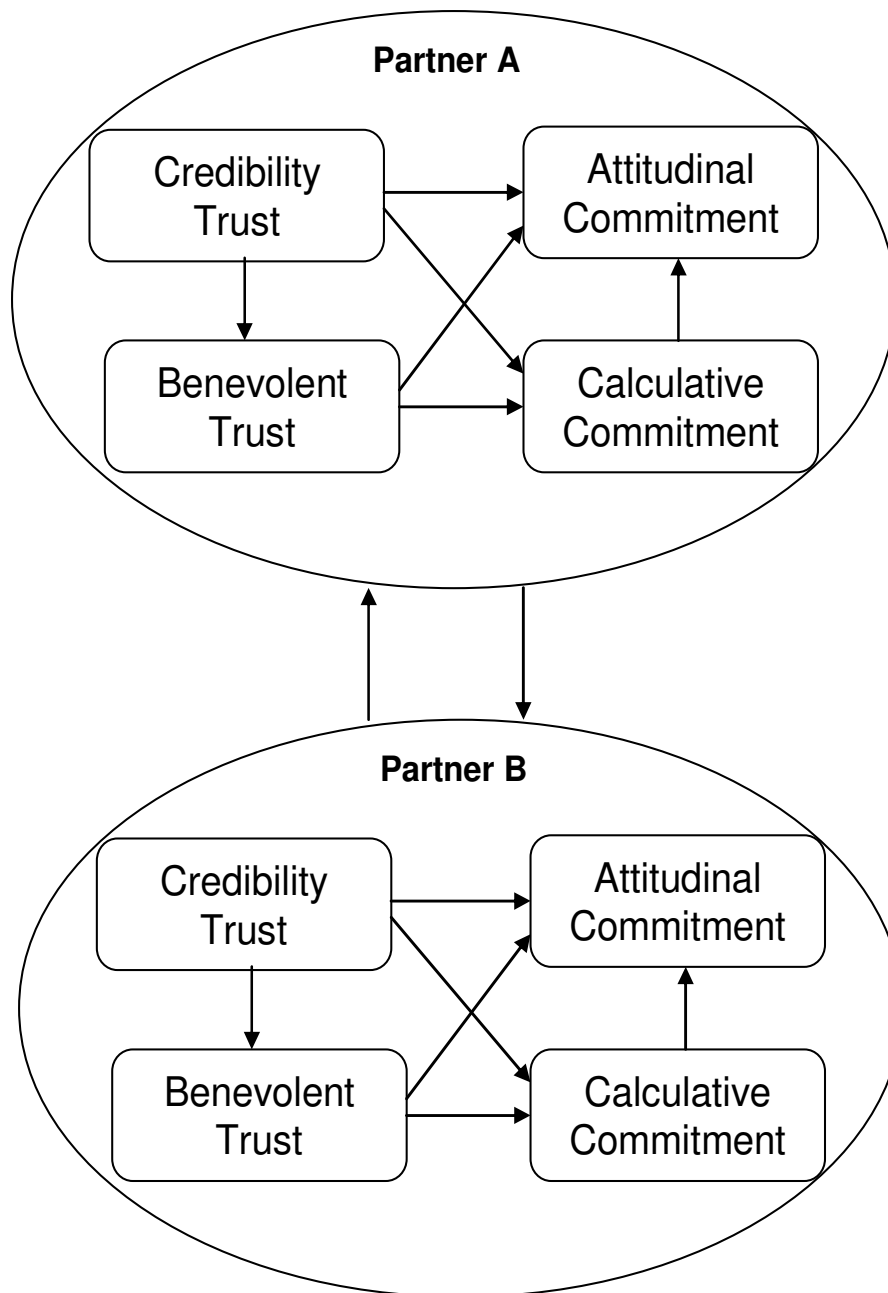 Partner A
Credibility
Trust
Attitudinal
Commitment
Benevolent
Trust
Calculative
Commitment
Partner B
Credibility
Trust
Attitudinal
Commitment
Benevolent
Trust
Calculative
Commitment